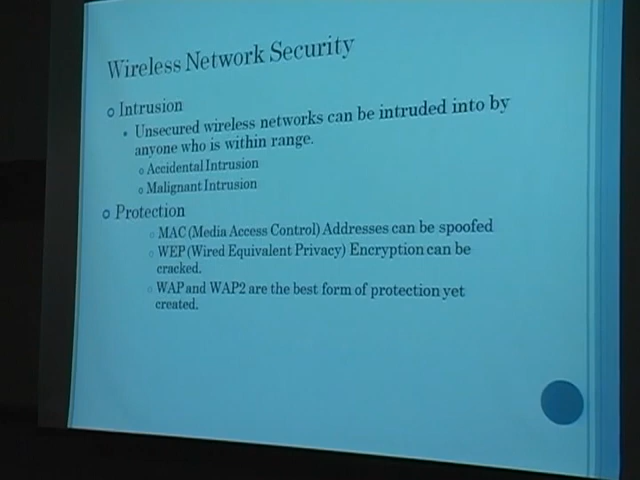 Wireless Network Security
Intrusion
Unsecured wireless networks can be intruded into by
anyone who is within range.
Accidental Intrusion
Malignant Intrusion
Protection
MAC (Media Access Control) Addresses can be spoofed
WEP (Wired Equivalent Privacy) Encryption can be
cracked.
WAP and WAP2 are the best form of protection yet
created.